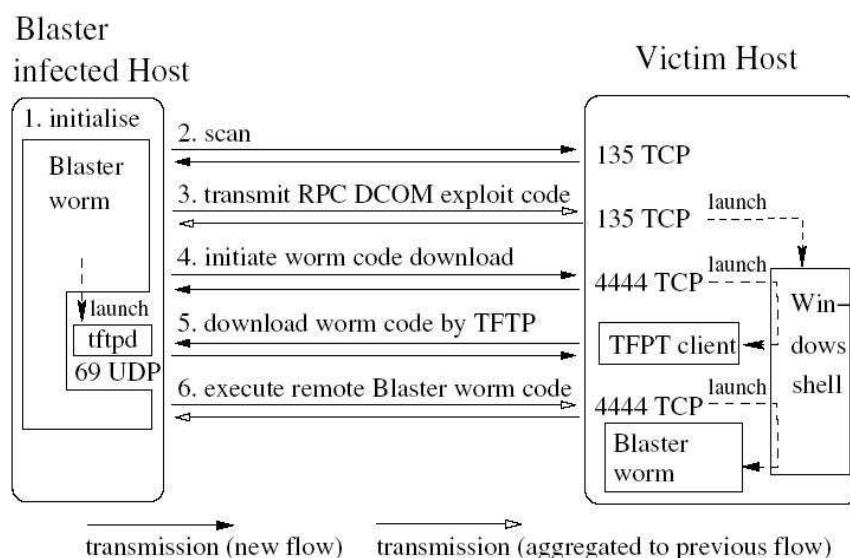 Blaster
infected Host
Victim Host
1. initialise
Blaster
worm
launch
tftpd
69 UDP
2. scan
3. transmit RPC DCOM exploit code
4. initiate worm code download
5. download worm code by TFTP
6. execute remote Blaster worm code
135 TCP
135 TCP
launch
4444 TCP
launch
TFPT client
4444 TCP
launch
Blaster
worm
Win–
dows
shell
transmission (new flow)
transmission (aggregated to previous flow)